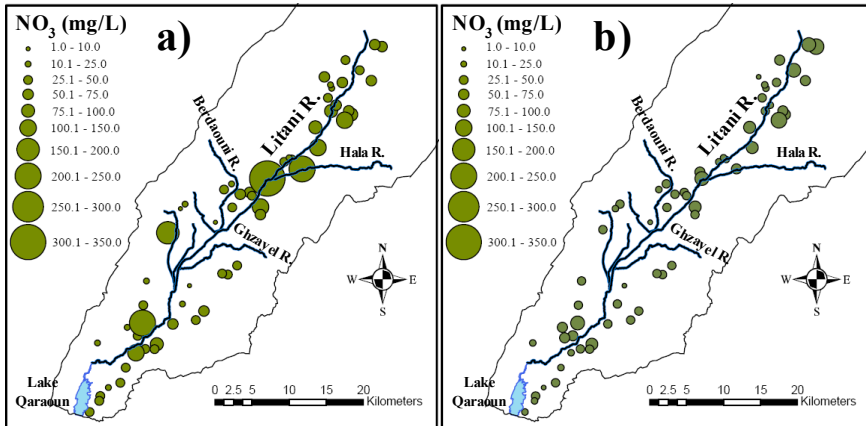 NO3 (mg/L)
1.0 - 10.0
10.1 - 25.0
25.1 - 50.0
50.1 - 75.0
75.1 - 100.0
100.1 - 150.0
150.1 - 200.0
200.1 - 250.0
250.1 - 300.0
300.1 - 350.0
a)
Berdaouni R.
Litani R.
Hala R.
Ghzayel R.
N
W E
S
Lake
Qaraoun
0 2.5 5 10 15 20
Kilometers
NO3 (mg/L)
1.0 - 10.0
10.1 - 25.0
25.1 - 50.0
50.1 - 75.0
75.1 - 100.0
100.1 - 150.0
150.1 - 200.0
200.1 - 250.0
250.1 - 300.0
300.1 - 350.0
b)
Berdaouni R.
Litani R.
Hala R.
Ghzayel R.
N
W E
S
Lake
Qaraoun
0 2.5 5 10 15 20
Kilometers